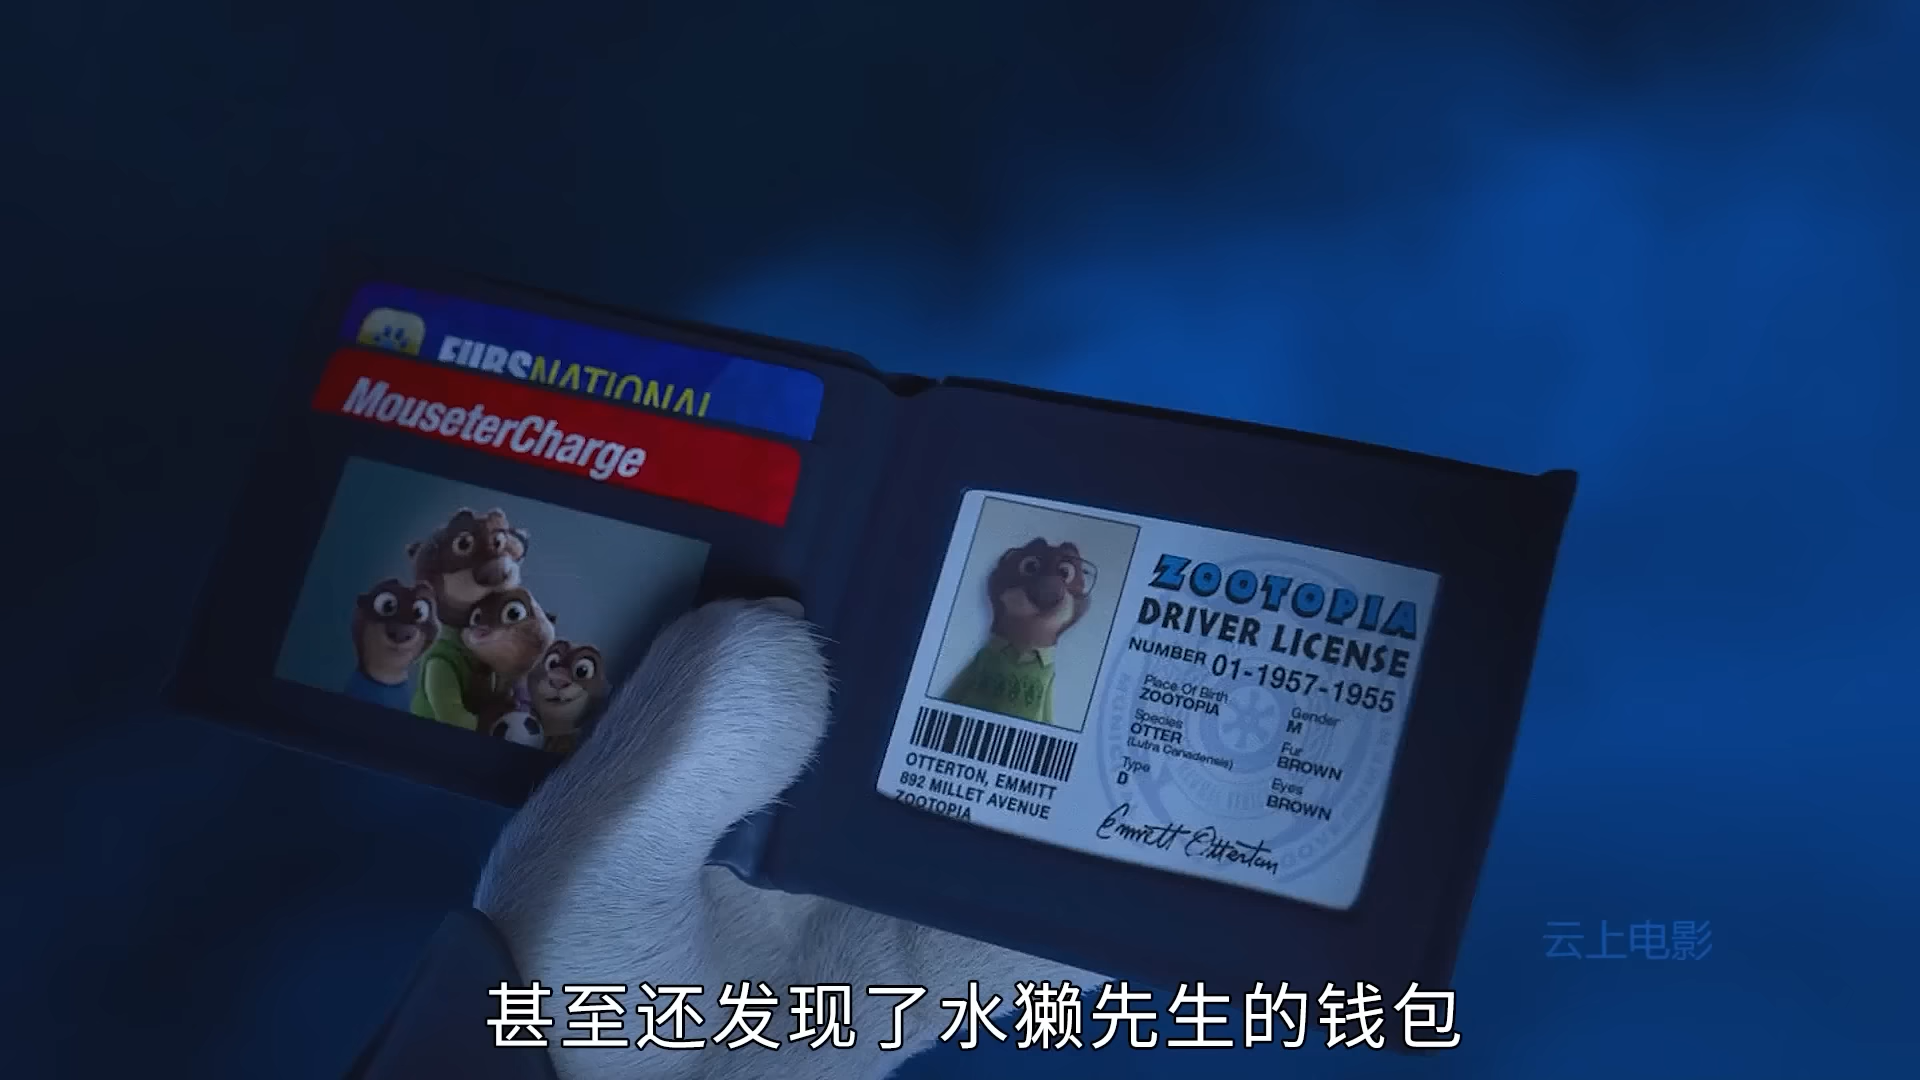 FURSNATIONAL
MouseterCharge
ZOOTOPIA
DRIVER LICENSE
NUMBER 01-1957-1955
Place Of Birth
ZOOTOPIA
Gender
M
Species
OTTER
(Lutra Canadensis)
Fur
BROWN
Type
D
Eyes
BROWN
OTTERTON, EMMITT
892 MILLET AVENUE
ZOOTOPIA
Emmitt Otterton
云上电影
甚至还发现了水獭先生的钱包